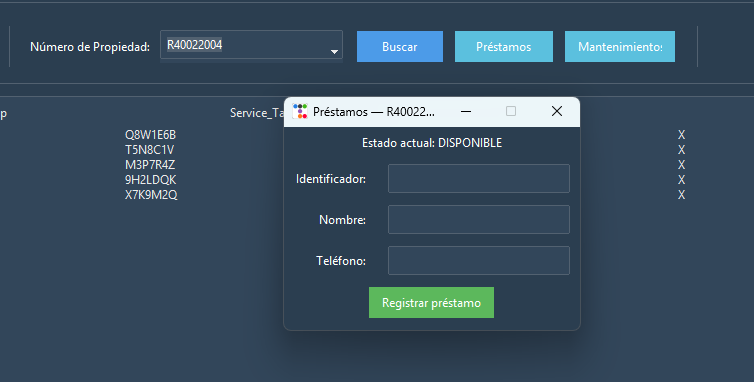 Número de Propiedad: R40022004 Buscar Préstamos Mantenimientos
p Service_Ta
Préstamos — R40022...
Estado actual: DISPONIBLE
Q8W1E6B X
T5N8C1V X
M3P7R4Z X
9H2LDQK X
X7K9M2Q X
Identificador:
Nombre:
Teléfono:
Registrar préstamo